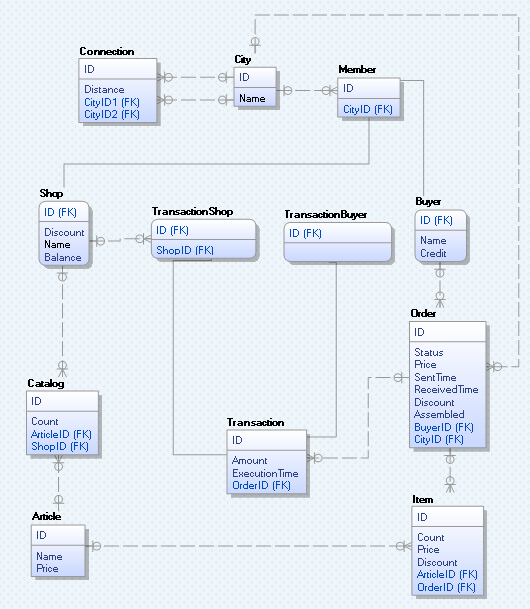 Connection
ID
Distance
CityID1 (FK)
CityID2 (FK)
City
ID
Name
Member
ID
CityID (FK)
Shop
ID (FK)
Discount
Name
Balance
TransactionShop
ID (FK)
ShopID (FK)
TransactionBuyer
ID (FK)
Buyer
ID (FK)
Name
Credit
Order
ID
Status
Price
SentTime
ReceivedTime
Discount
Assembled
BuyerID (FK)
CityID (FK)
Catalog
ID
Count
ArticleID (FK)
ShopID (FK)
Transaction
ID
Amount
ExecutionTime
OrderID (FK)
Article
ID
Name
Price
Item
ID
Count
Price
Discount
ArticleID (FK)
OrderID (FK)